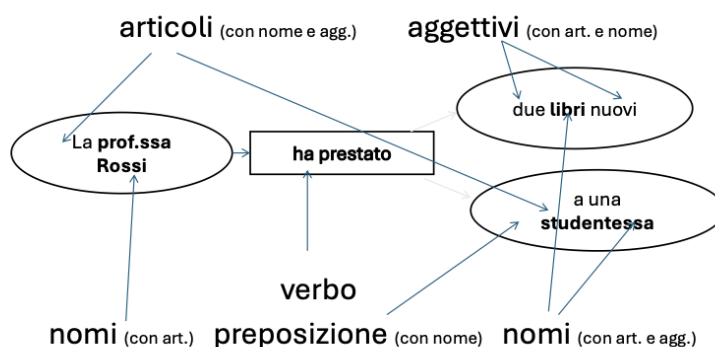 articoli (con nome e agg.)
aggettivi (con art. e nome)
due libri nuovi
La prof.ssa
Rossi
ha prestato
a una
studentessa
verbo
nomi (con art.)
preposizione (con nome)
nomi (con art. e agg.)